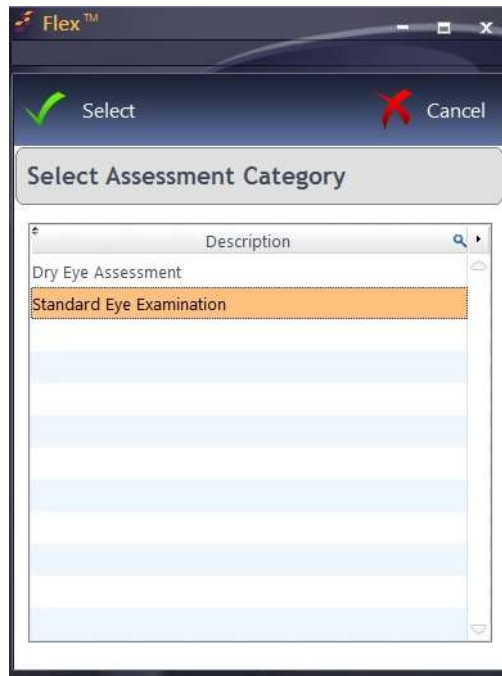 Flex™
Select
Cancel
Select Assessment Category
Description
Dry Eye Assessment
Standard Eye Examination